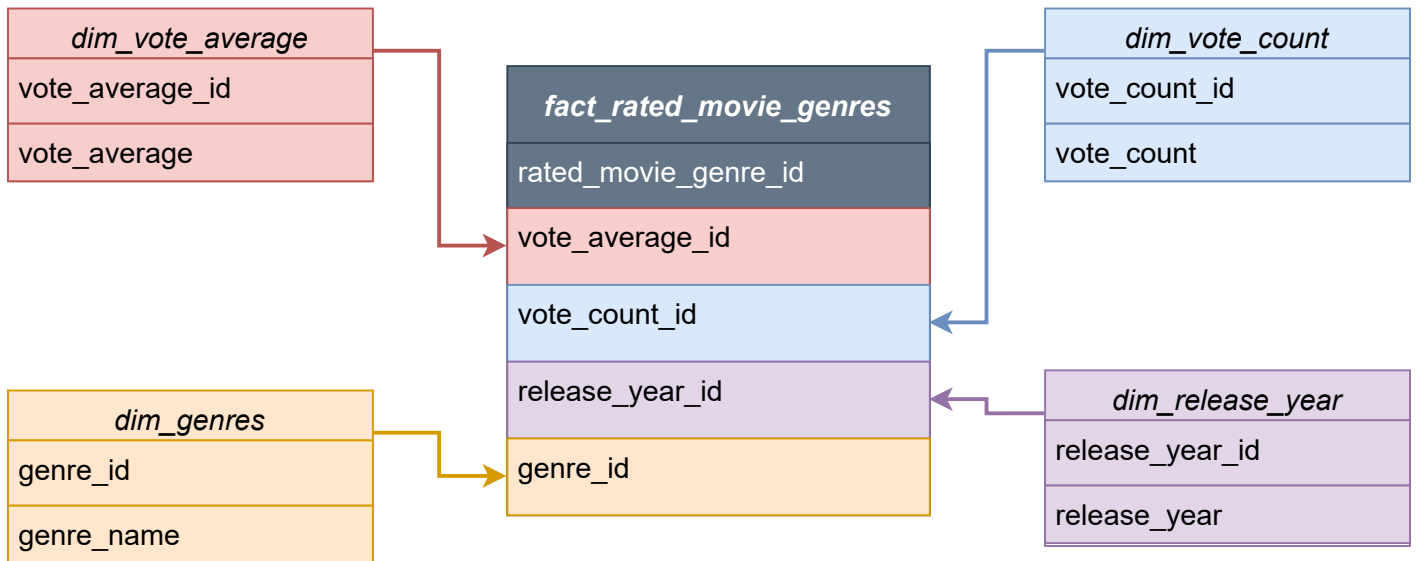 dim_vote_average
vote_average_id
vote_average
fact_rated_movie_genres
rated_movie_genre_id
vote_average_id
vote_count_id
release_year_id
genre_id
dim_vote_count
vote_count_id
vote_count
dim_genres
genre_id
genre_name
dim_release_year
release_year_id
release_year